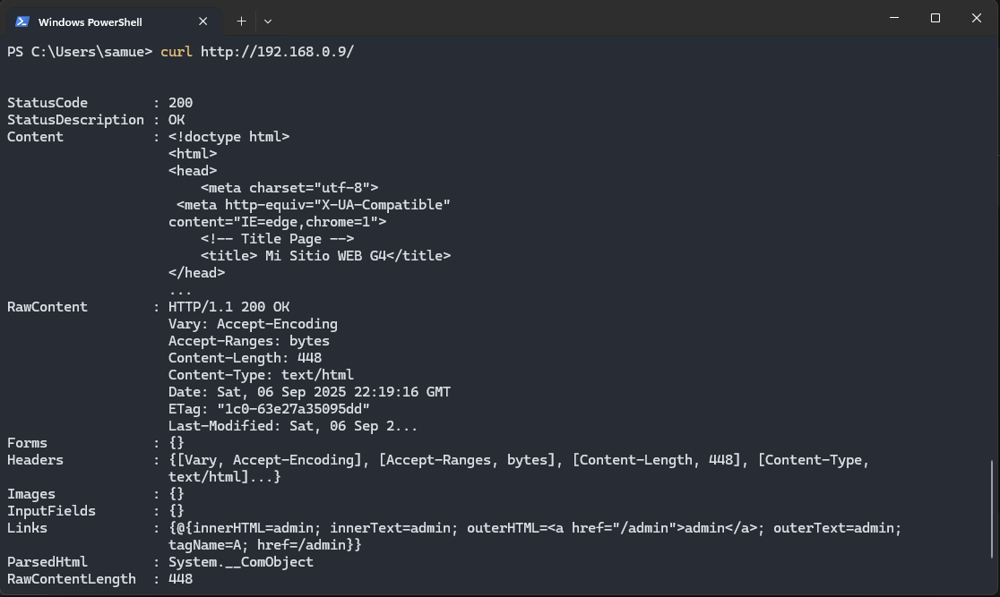 Windows PowerShell
PS C:\Users\samue> curl http://192.168.0.9/
StatusCode        : 200
StatusDescription : OK
Content           : <!doctype html>
                    <html>
                    <head>
                        <meta charset="utf-8">
                     <meta http-equiv="X-UA-Compatible"
                    content="IE=edge,chrome=1">
                        <!-- Title Page -->
                        <title> Mi Sitio WEB G4</title>
                    </head>
                    ...
RawContent        : HTTP/1.1 200 OK
                    Vary: Accept-Encoding
                    Accept-Ranges: bytes
                    Content-Length: 448
                    Content-Type: text/html
                    Date: Sat, 06 Sep 2025 22:19:16 GMT
                    ETag: "1c0-63e27a35095dd"
                    Last-Modified: Sat, 06 Sep 2...
Forms             : {}
Headers           : {[Vary, Accept-Encoding], [Accept-Ranges, bytes], [Content-Length, 448], [Content-Type,
                    text/html]...}
Images            : {}
InputFields       : {}
Links             : {@{innerHTML=admin; innerText=admin; outerHTML=<a href="/admin">admin</a>; outerText=admin;
                    tagName=A; href=/admin}}
ParsedHtml        : System.__ComObject
RawContentLength  : 448